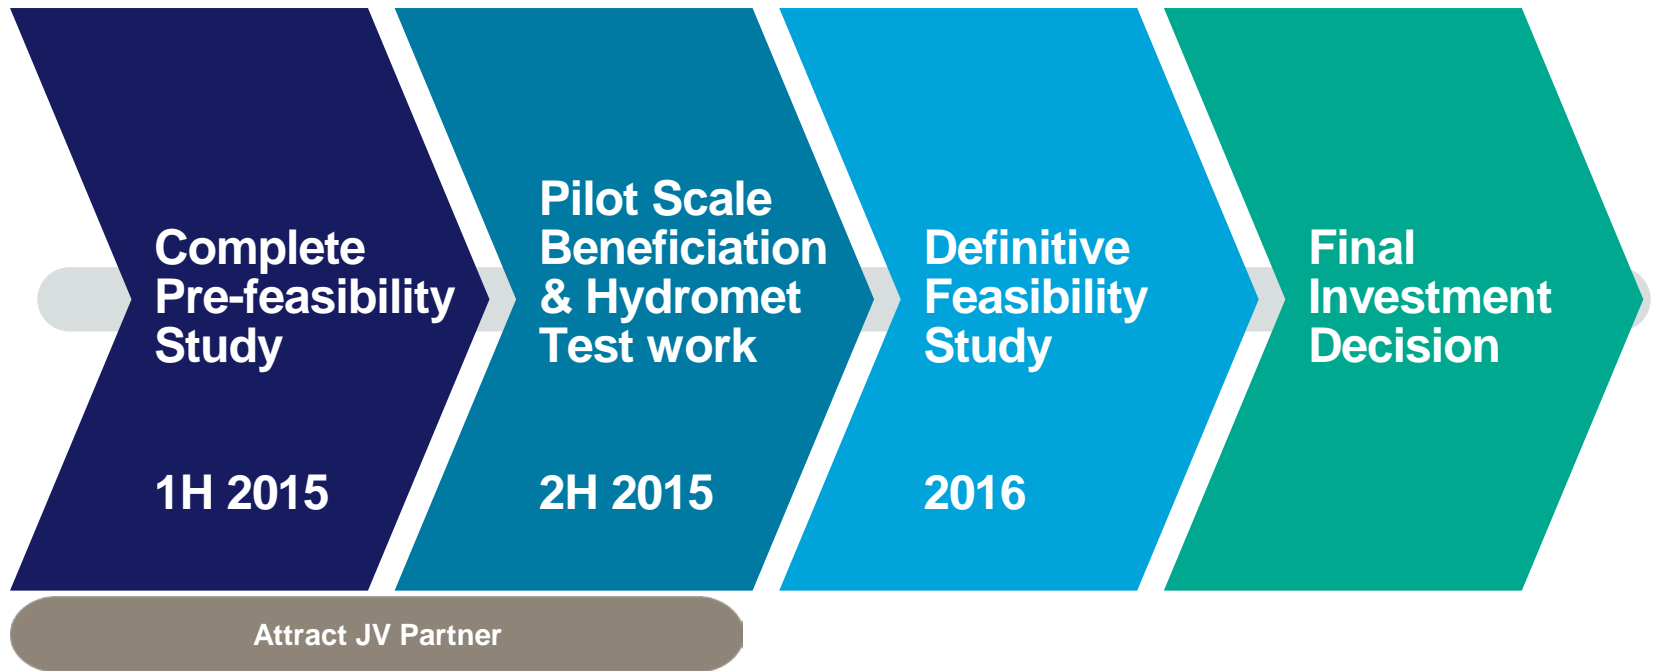 Complete
Pre-feasibility
Study
1H 2015
Pilot Scale
Beneficiation
& Hydromet
Test work
2H 2015
Definitive
Feasibility
Study
2016
Final
Investment
Decision
Attract JV Partner